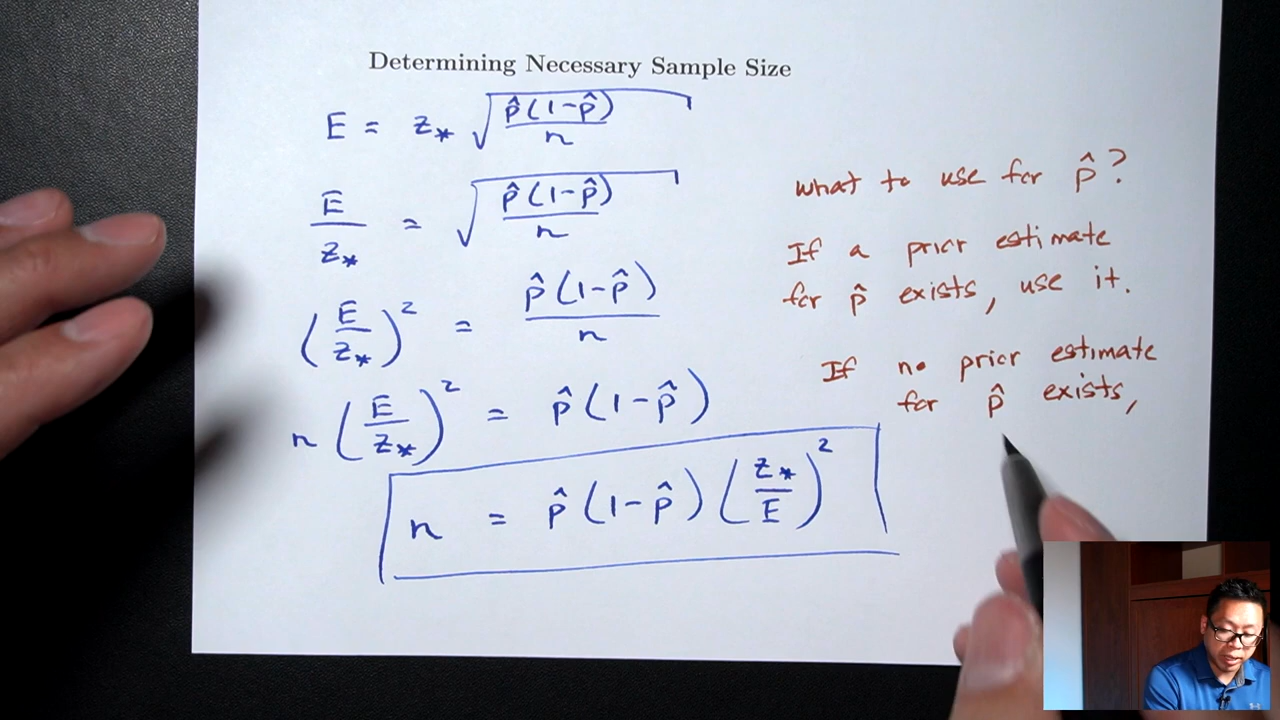 Determining Necessary Sample Size
E = z* √(p̂(1-p̂)/n)
E/z* = √(p̂(1-p̂)/n)
(E/z*)² = p̂(1-p̂)/n
n(E/z*)² = p̂(1-p̂)
n = p̂(1-p̂)(z*/E)²
what to use for p̂?
If a prior estimate
for p̂ exists, use it.
If no prior estimate
for p̂ exists,